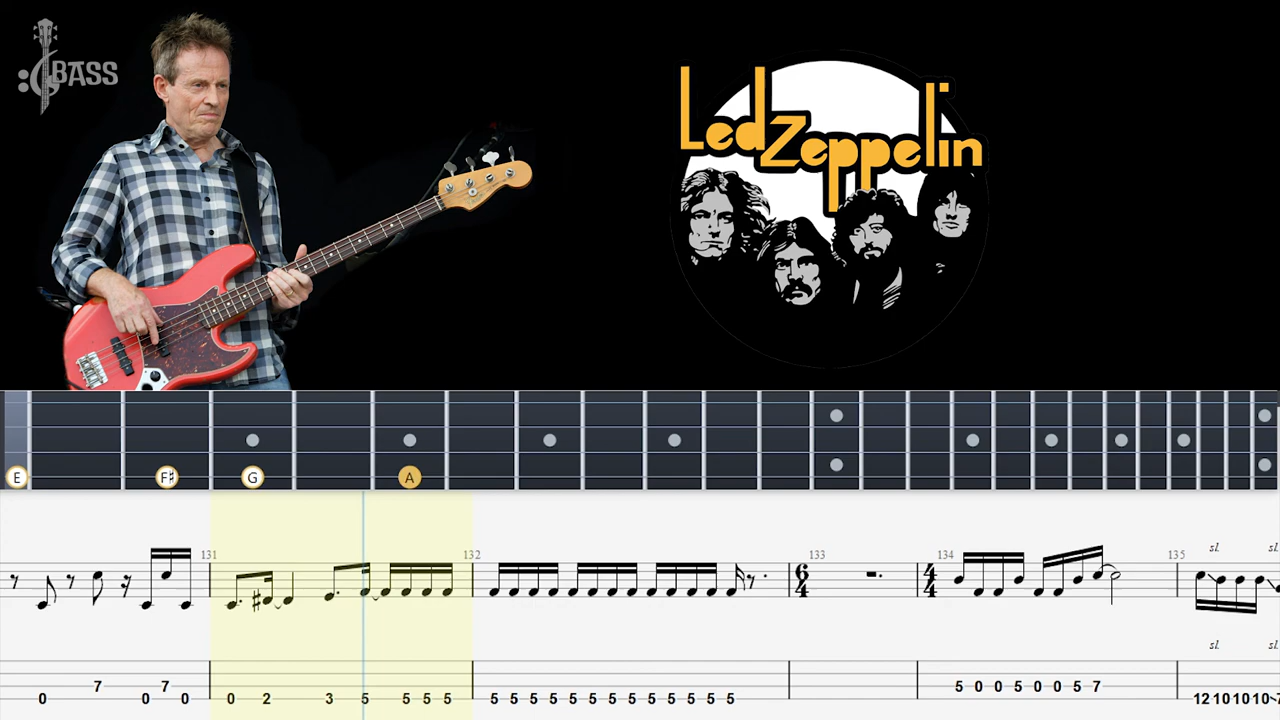 BASS
Led Zeppelin
E F♯ G A
131 132 133 134 135
sl. sl.
6 4
4 4
sl. sl.
7 7 5 0 0 5 0 0 5 7
0 0 0 0 2 3 5 5 5 5 5 5 5 5 5 5 5 5 5 5 5 5 5 12 10 10 10 7